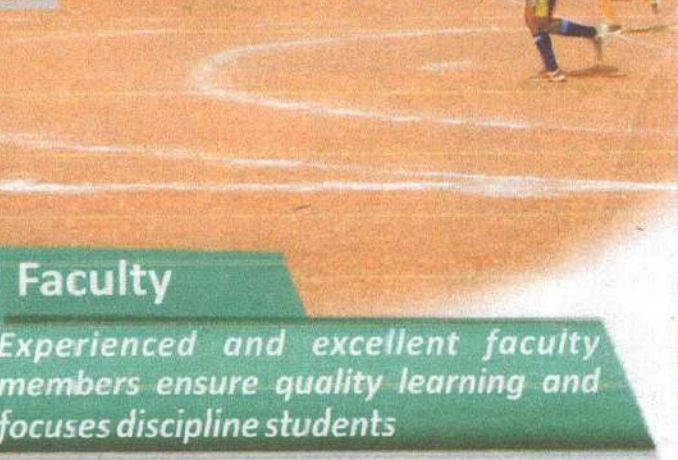 Faculty
Experienced and excellent faculty
members ensure quality learning and
focuses discipline students